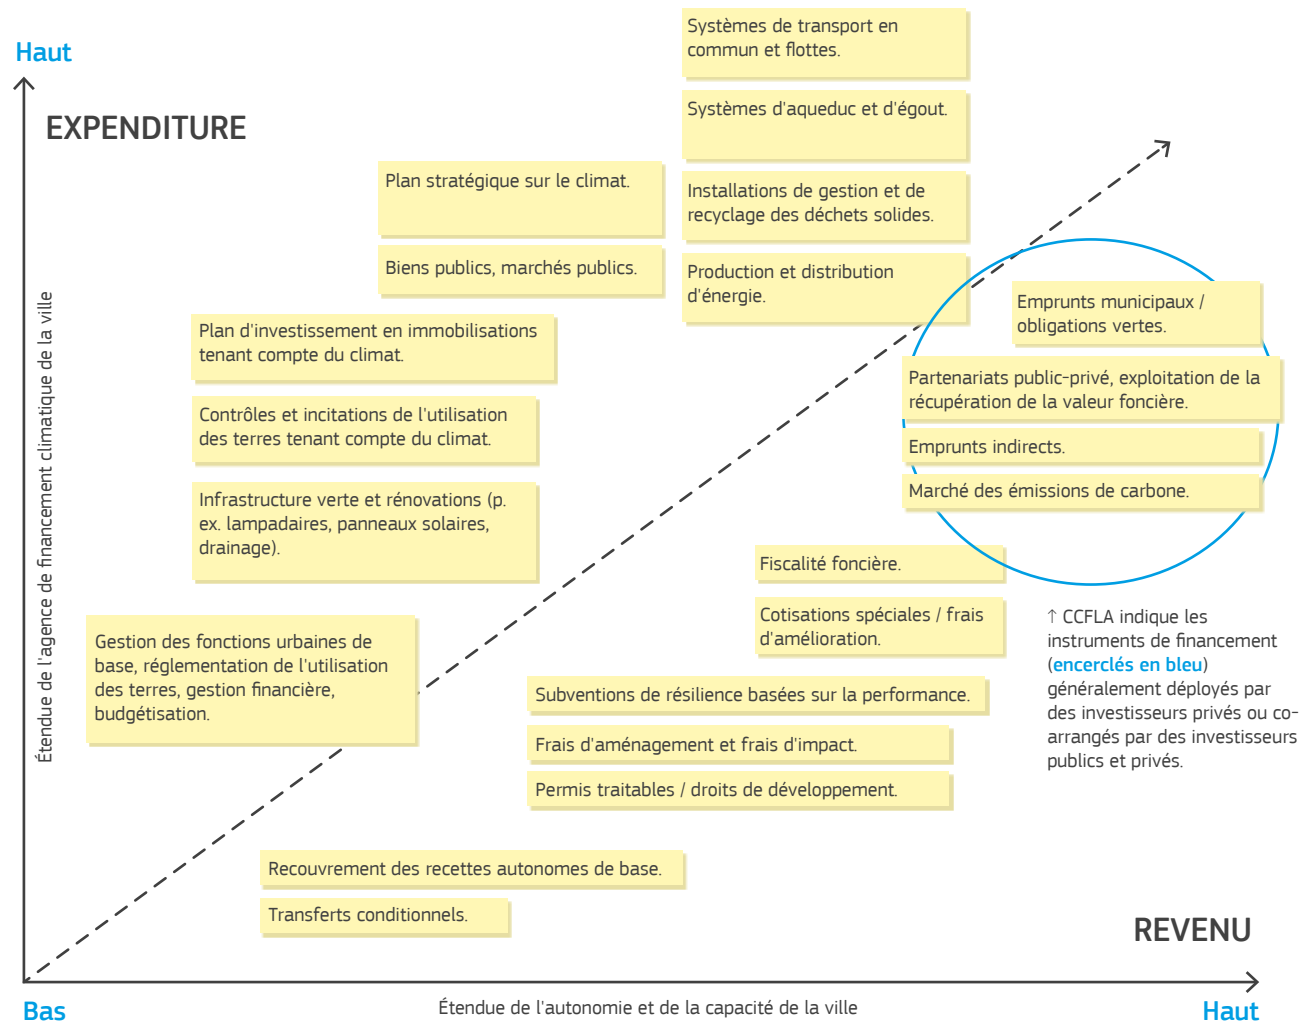 Haut
EXPENDITURE
Étendue de l'agence de financement climatique de la ville
Systèmes de transport en
commun et flottes.
Systèmes d'aqueduc et d'égout.
Installations de gestion et de
recyclage des déchets solides.
Production et distribution
d'énergie.
Plan stratégique sur le climat.
Biens publics, marchés publics.
Plan d'investissement en immobilisations
tenant compte du climat.
Contrôles et incitations de l'utilisation
des terres tenant compte du climat.
Infrastructure verte et rénovations (p.
ex. lampadaires, panneaux solaires,
drainage).
Gestion des fonctions urbaines de
base, réglementation de l'utilisation
des terres, gestion financière,
budgétisation.
Emprunts municipaux /
obligations vertes.
Partenariats public-privé, exploitation de la
récupération de la valeur foncière.
Emprunts indirects.
Marché des émissions de carbone.
Fiscalité foncière.
Cotisations spéciales / frais
d'amélioration.
Subventions de résilience basées sur la performance.
Frais d'aménagement et frais d'impact.
Permis traitables / droits de développement.
Recouvrement des recettes autonomes de base.
Transferts conditionnels.
↑ CCFLA indique les
instruments de financement
(encerclés en bleu)
généralement déployés par
des investisseurs privés ou co-
arrangés par des investisseurs
publics et privés.
REVENU
Bas
Étendue de l'autonomie et de la capacité de la ville
Haut